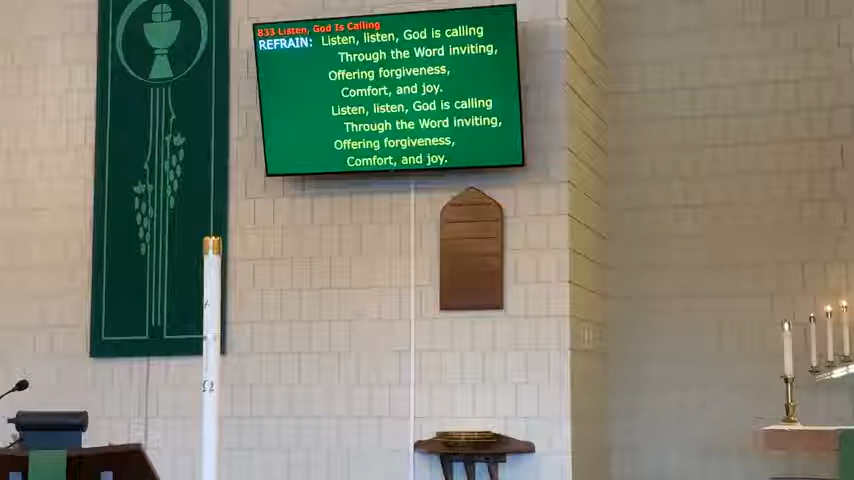 833 Listen, God Is Calling
REFRAIN: Listen, listen, God is calling
Through the Word inviting,
Offering forgiveness,
Comfort, and joy.
Listen, listen, God is calling
Through the Word inviting,
Offering forgiveness,
Comfort, and joy.
Ω